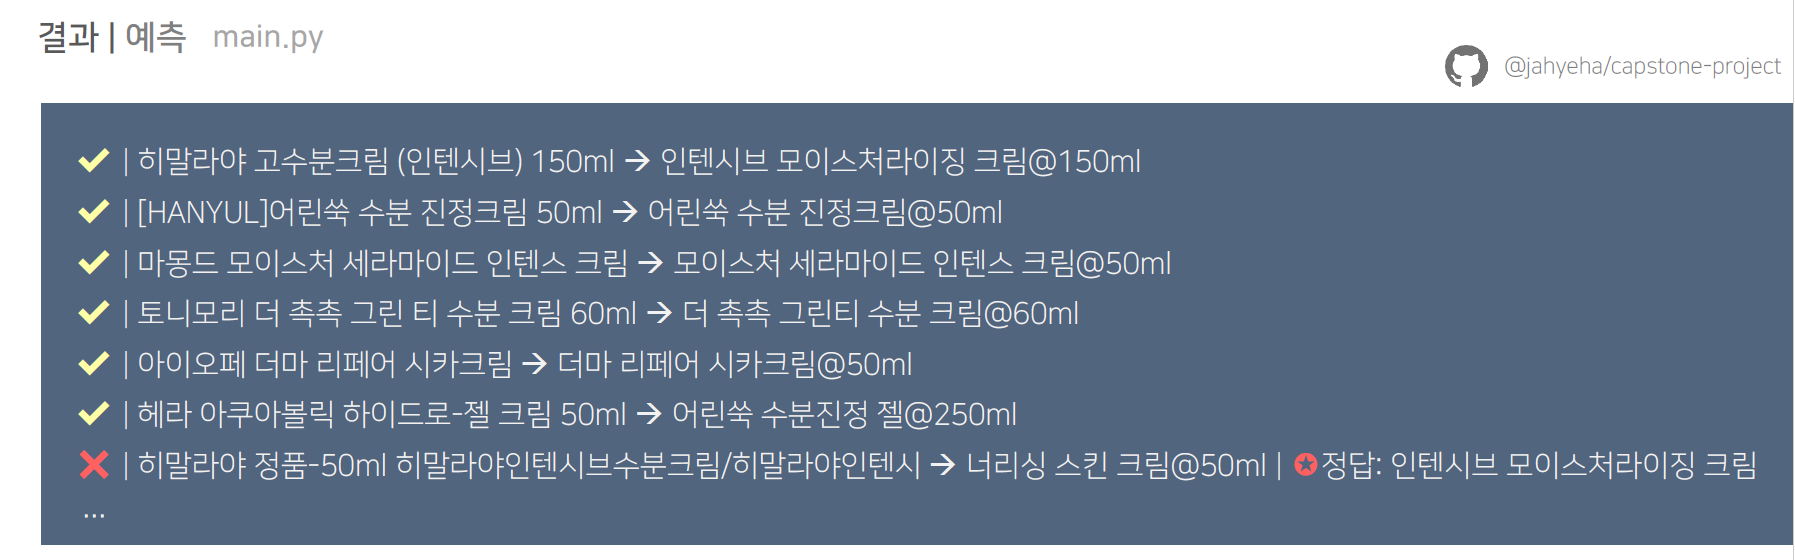 결과 | 예측 main.py
@jahyeha/capstone-project
✔ | 히말라야 고수분크림 (인텐시브) 150ml → 인텐시브 모이스처라이징 크림@150ml
✔ | [HANYUL]어린쑥 수분 진정크림 50ml → 어린쑥 수분 진정크림@50ml
✔ | 마몽드 모이스처 세라마이드 인텐스 크림 → 모이스처 세라마이드 인텐스 크림@50ml
✔ | 토니모리 더 촉촉 그린 티 수분 크림 60ml → 더 촉촉 그린티 수분 크림@60ml
✔ | 아이오페 더마 리페어 시카크림 → 더마 리페어 시카크림@50ml
✔ | 헤라 아쿠아볼릭 하이드로-젤 크림 50ml → 어린쑥 수분진정 젤@250ml
✖ | 히말라야 정품-50ml 히말라야인텐시브수분크림/히말라야인텐시 → 너리싱 스킨 크림@50ml | ✪정답: 인텐시브 모이스처라이징 크림
...